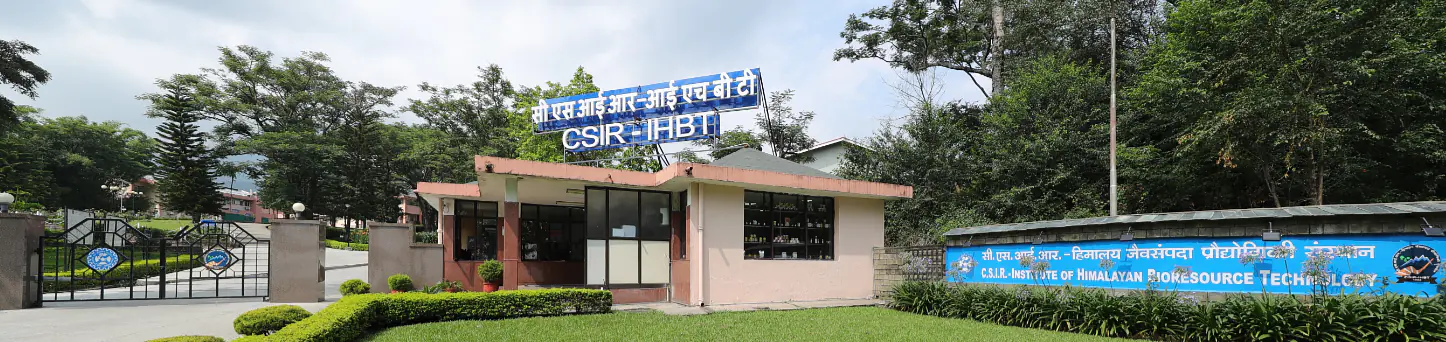 सी एस आई आर-आई एच बी टी
CSIR - IHBT
सी.एस.आई.आर. -हिमालय जैवसंपदा प्रौद्योगिकी संस्थान
C.S.I.R.-INSTITUTE OF HIMALAYAN BIORESOURCE TECHNOLOGY